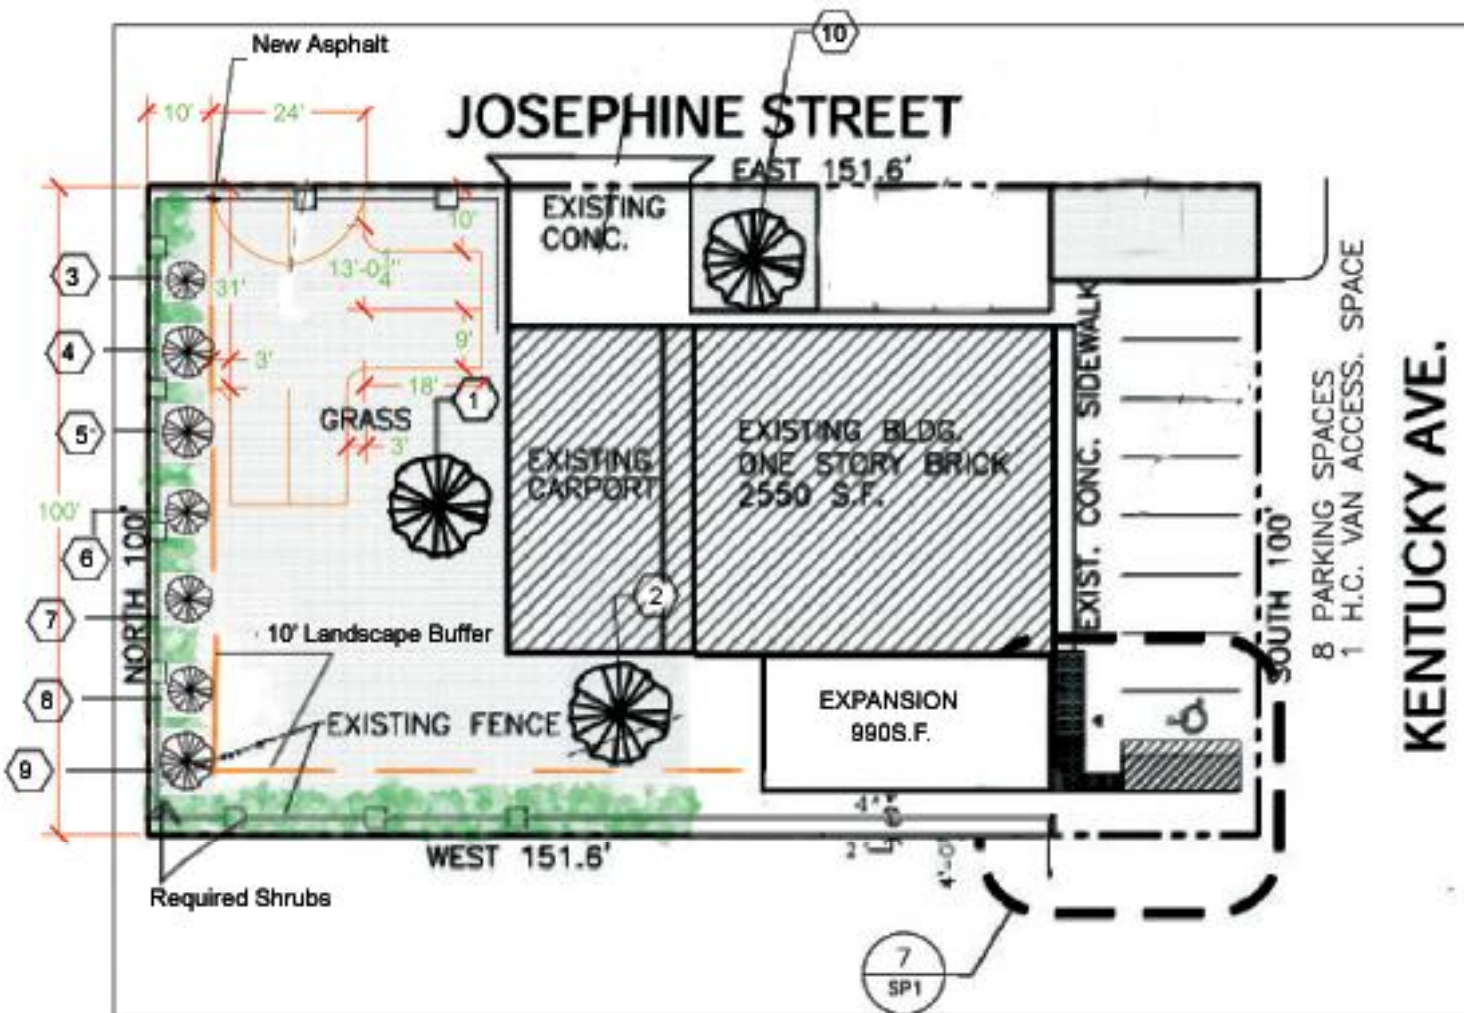 New Asphalt
10
10'
24'
JOSEPHINE STREET
EAST 151.6'
EXISTING
CONC.
10'
13'-0 1/4"
31'
3
4
3'
9'
18'
1
5
GRASS
3'
EXISTING
CARPORT
EXISTING BLDG.
ONE STORY BRICK
2550 S.F.
EXIST. CONC. SIDEWALK
8 PARKING SPACES
1 H.C. VAN ACCESS. SPACE
KENTUCKY AVE.
100'
NORTH 100'
SOUTH 100'
6
2
7
10' Landscape Buffer
8
EXISTING FENCE
EXPANSION
990S.F.
9
2'
4'-0"
WEST 151.6'
Required Shrubs
7
SP1